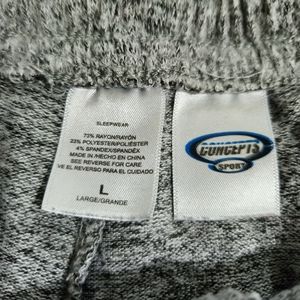 SLEEPWEAR
73% RAYON/RAYÓN
23% POLYESTER/POLIÉSTER
4% SPANDEX/SPANDEX
MADE IN/HECHO EN CHINA
SEE REVERSE FOR CARE
VE EL REVERSO PARA EL CUIDADO
L
LARGE/GRANDE
CONCEPTS
SPORT